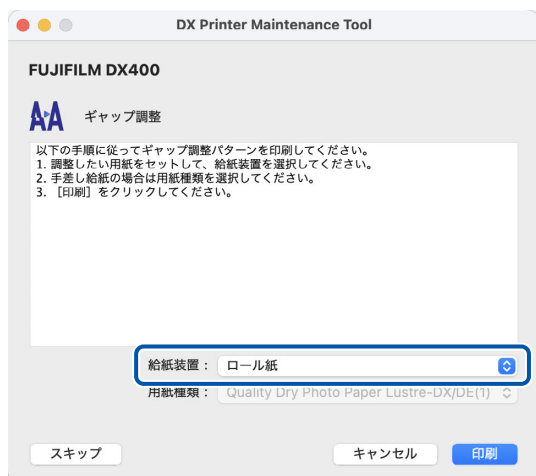 DX Printer Maintenance Tool
FUJIFILM DX400
ギャップ調整
以下の手順に従ってギャップ調整パターンを印刷してください。
1. 調整したい用紙をセットして、給紙装置を選択してください。
2. 手差し給紙の場合は用紙種類を選択してください。
3. [印刷] をクリックしてください。
給紙装置： ロール紙
用紙種類： Quality Dry Photo Paper Lustre-DX/DE(1)
スキップ キャンセル 印刷